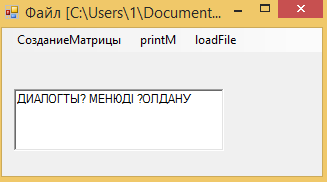 Файл [C:\Users\1\Document...
СозданиеМатрицы printM loadFile
ДИАЛОГТЫ? МЕНЮДІ ?ОЛДАНУ